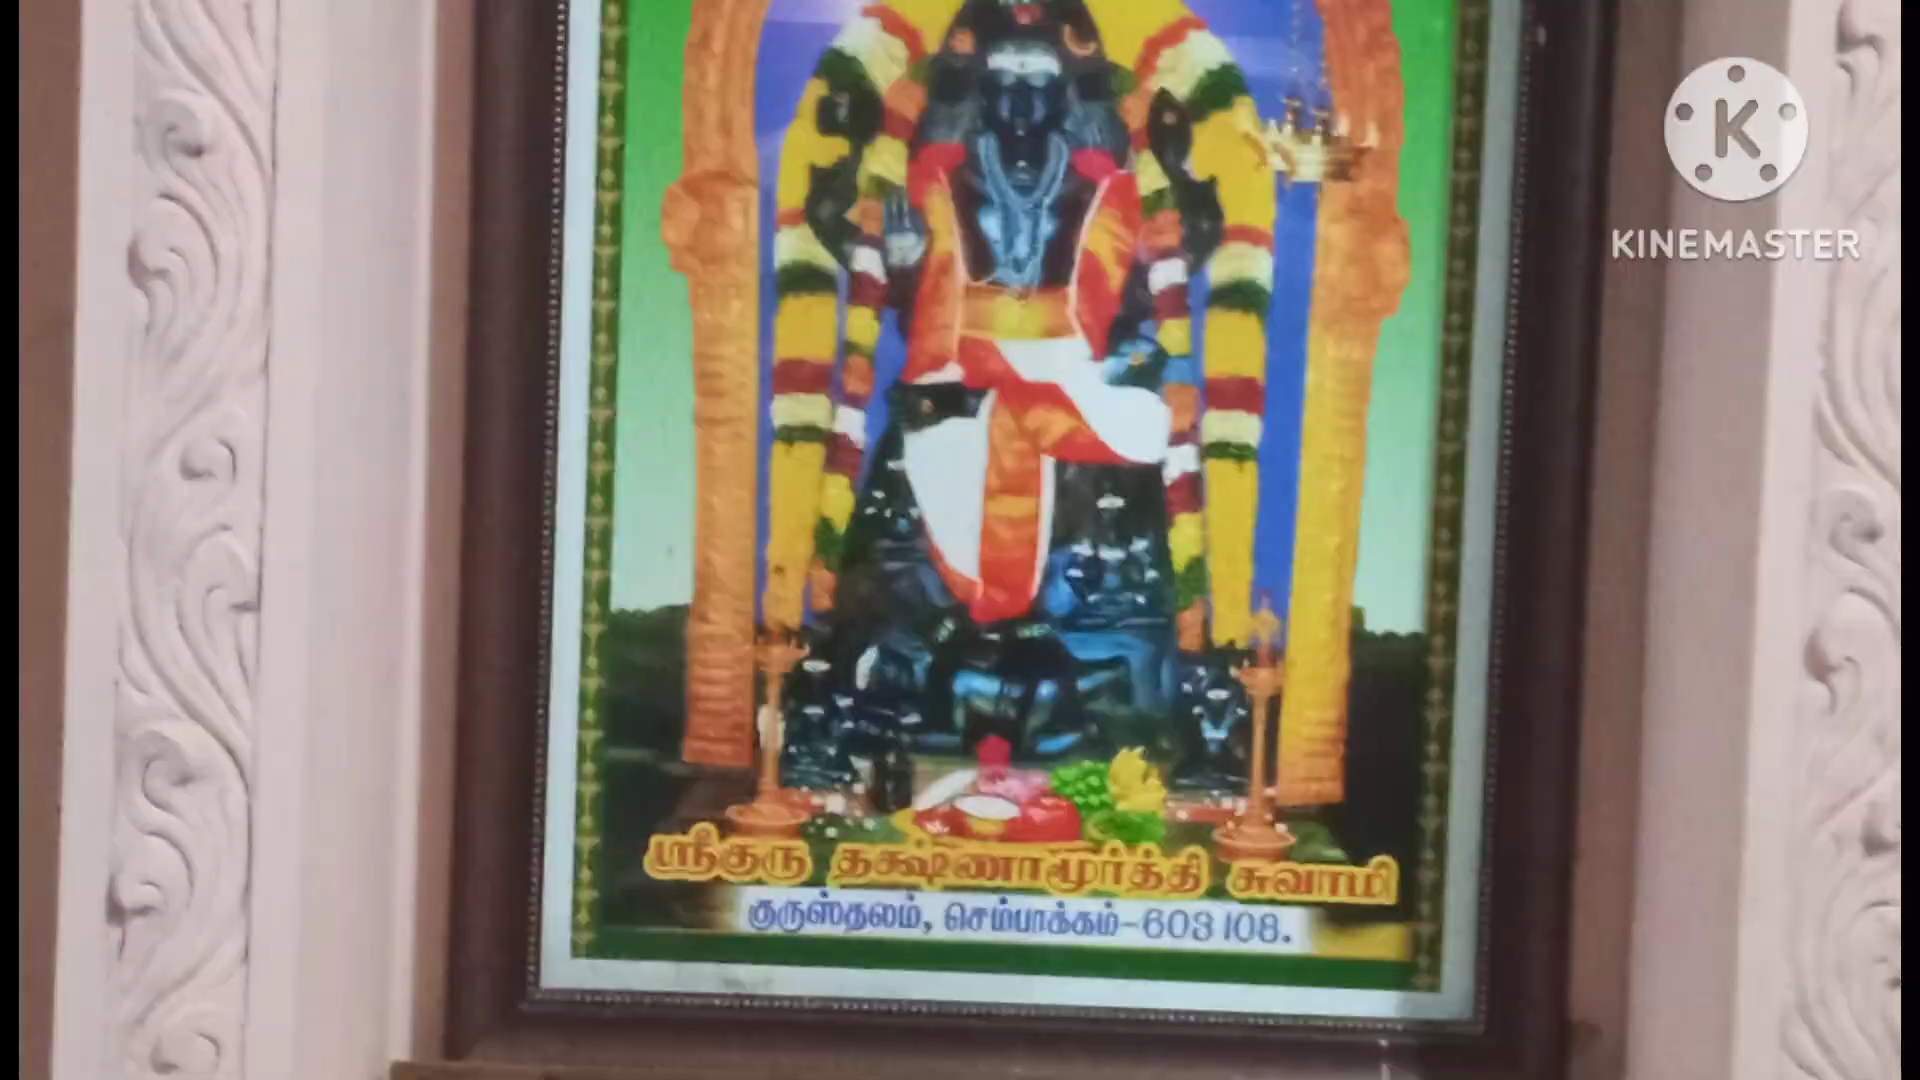 KINEMASTER
ஸ்ரீகுரு தக்ஷிணாமூர்த்தி சுவாமி
குருஸ்தலம், செம்பாக்கம்-603 108.